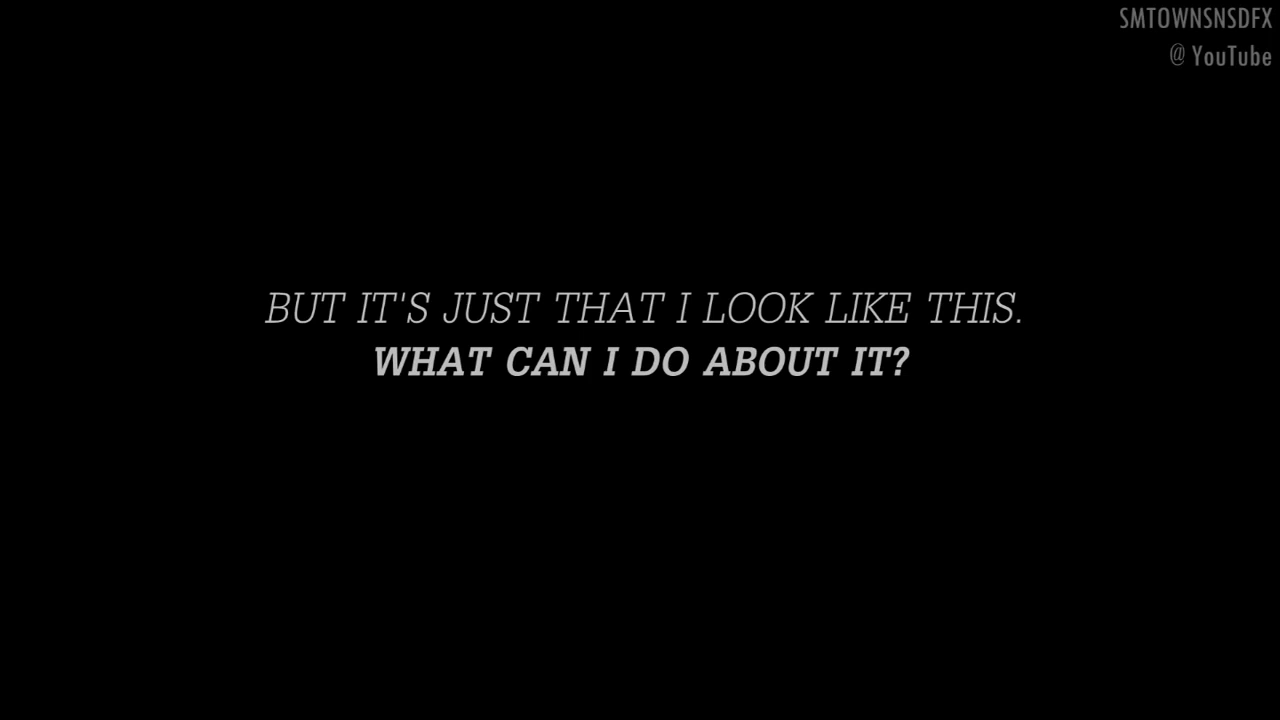 SMTOWNSNSDFX
@ YouTube
BUT IT'S JUST THAT I LOOK LIKE THIS.
WHAT CAN I DO ABOUT IT?